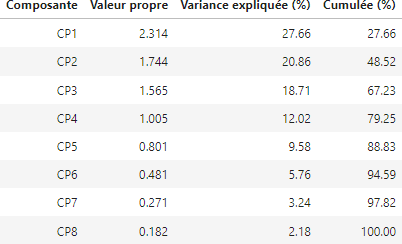 Composante Valeur propre Variance expliquée (%) Cumulée (%)
CP1 2.314 27.66 27.66
CP2 1.744 20.86 48.52
CP3 1.565 18.71 67.23
CP4 1.005 12.02 79.25
CP5 0.801 9.58 88.83
CP6 0.481 5.76 94.59
CP7 0.271 3.24 97.82
CP8 0.182 2.18 100.00